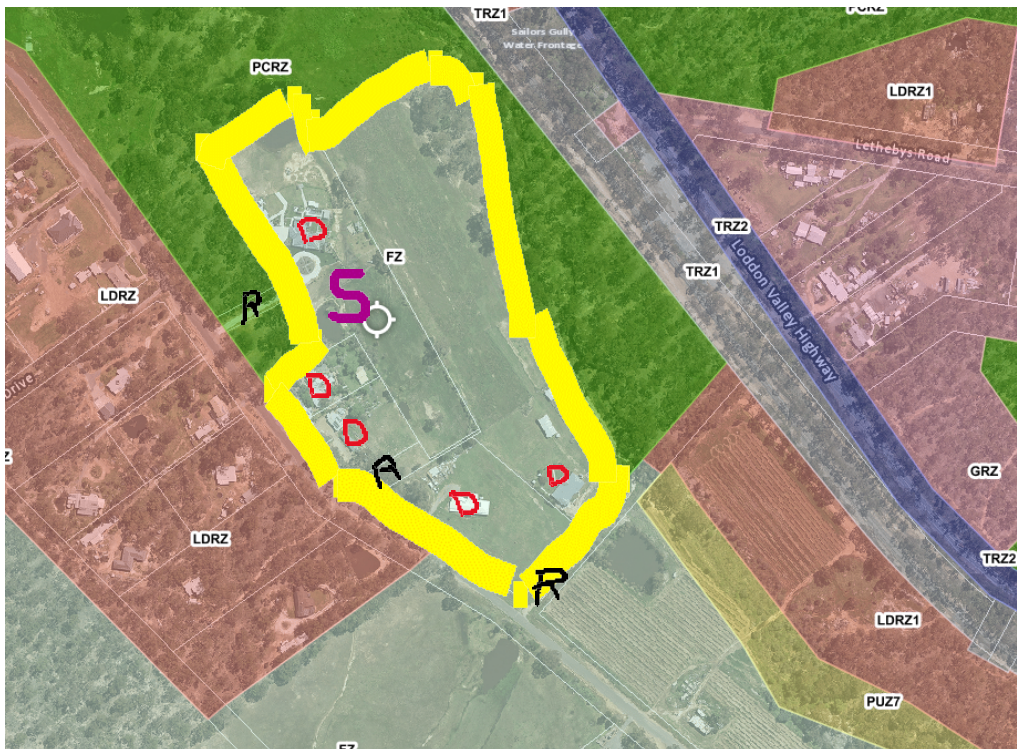 TRZ1
PCRZ
Sailors Gully
Water Frontage
PCRZ
LDRZ1
Lethebys Road
D
TRZ2
FZ
TRZ1
LDRZ
R
S
Loddon Valley Highway
Drive
D
D
R
Z
D
D
GRZ
LDRZ
TRZ2
R
LDRZ1
PUZ7
FZ